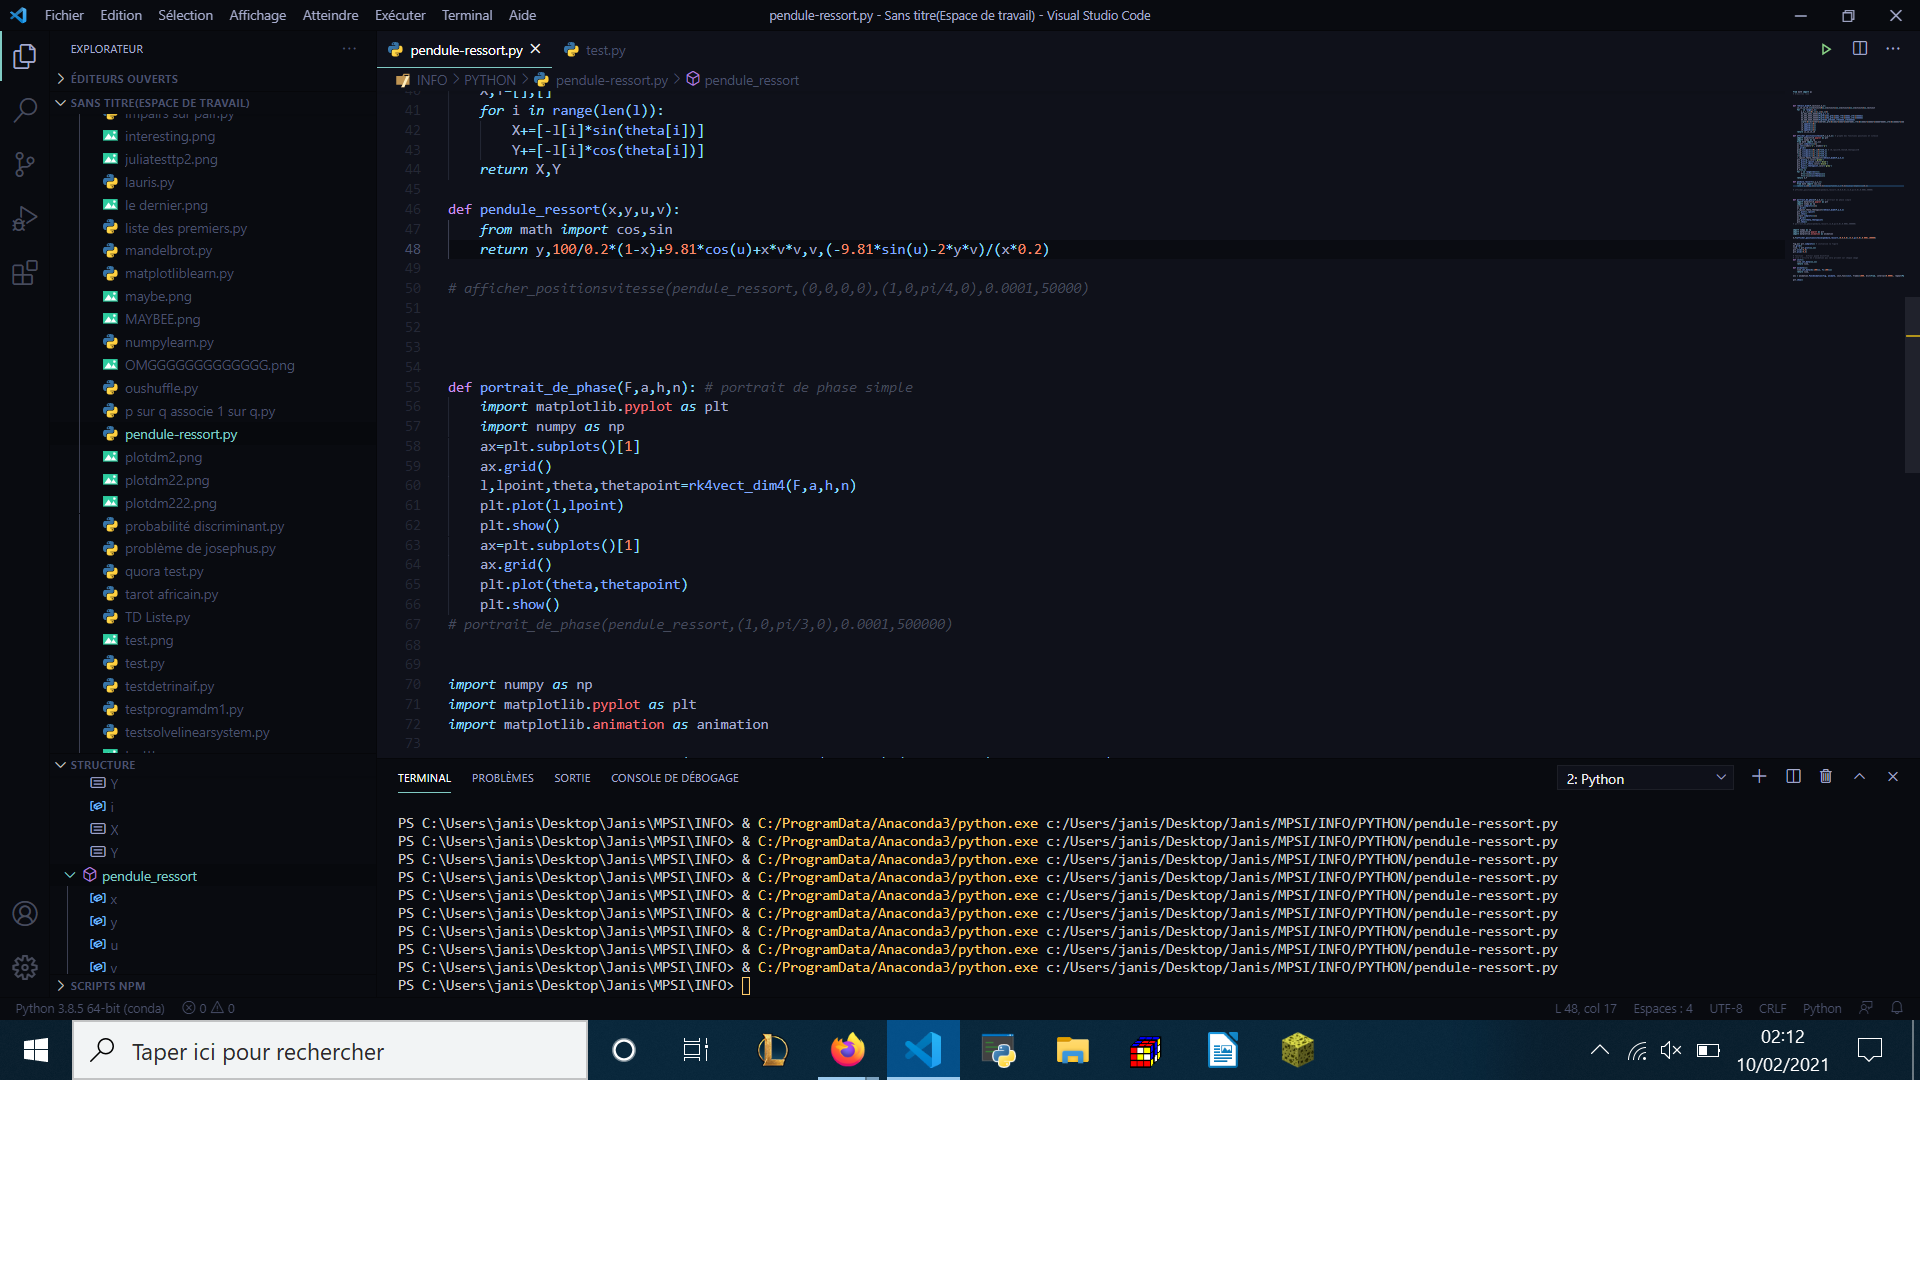 Fichier Edition Sélection Affichage Atteindre Exécuter Terminal Aide
pendule-ressort.py - Sans titre(Espace de travail) - Visual Studio Code
EXPLORATEUR
ÉDITEURS OUVERTS
SANS TITRE(ESPACE DE TRAVAIL)
impairs sur pair.py
interesting.png
juliatesttp2.png
lauris.py
le dernier.png
liste des premiers.py
mandelbrot.py
matplotliblearn.py
maybe.png
MAYBEE.png
numpylearn.py
OMGGGGGGGGGGGGG.png
oushuffle.py
p sur q associe 1 sur q.py
pendule-ressort.py
plotdm2.png
plotdm22.png
plotdm222.png
probabilité discriminant.py
problème de josephus.py
quora test.py
tarot africain.py
TD Liste.py
test.png
test.py
testdetrinaif.py
testprogramdm1.py
testsolvelinearsystem.py
STRUCTURE
Y
i
X
Y
pendule_ressort
x
y
u
v
SCRIPTS NPM
pendule-ressort.py
test.py
INFO > PYTHON > pendule-ressort.py > pendule_ressort
40 X,Y=[],[]
41 for i in range(len(l)):
42 X+=[-l[i]*sin(theta[i])]
43 Y+=[-l[i]*cos(theta[i])]
44 return X,Y
45
46 def pendule_ressort(x,y,u,v):
47 from math import cos,sin
48 return y,100/0.2*(1-x)+9.81*cos(u)+x*v*v,v,(-9.81*sin(u)-2*y*v)/(x*0.2)
49
50 # afficher_positionsvitesse(pendule_ressort,(0,0,0,0),(1,0,pi/4,0),0.0001,50000)
51
52
53
54
55 def portrait_de_phase(F,a,h,n): # portrait de phase simple
56 import matplotlib.pyplot as plt
57 import numpy as np
58 ax=plt.subplots()[1]
59 ax.grid()
60 l,lpoint,theta,thetapoint=rk4vect_dim4(F,a,h,n)
61 plt.plot(l,lpoint)
62 plt.show()
63 ax=plt.subplots()[1]
64 ax.grid()
65 plt.plot(theta,thetapoint)
66 plt.show()
67 # portrait_de_phase(pendule_ressort,(1,0,pi/3,0),0.0001,500000)
68
69
70 import numpy as np
71 import matplotlib.pyplot as plt
72 import matplotlib.animation as animation
73
TERMINAL PROBLÈMES SORTIE CONSOLE DE DÉBOGAGE
2: Python
PS C:\Users\janis\Desktop\Janis\MPSI\INFO> & C:/ProgramData/Anaconda3/python.exe c:/Users/janis/Desktop/Janis/MPSI/INFO/PYTHON/pendule-ressort.py
PS C:\Users\janis\Desktop\Janis\MPSI\INFO> & C:/ProgramData/Anaconda3/python.exe c:/Users/janis/Desktop/Janis/MPSI/INFO/PYTHON/pendule-ressort.py
PS C:\Users\janis\Desktop\Janis\MPSI\INFO> & C:/ProgramData/Anaconda3/python.exe c:/Users/janis/Desktop/Janis/MPSI/INFO/PYTHON/pendule-ressort.py
PS C:\Users\janis\Desktop\Janis\MPSI\INFO> & C:/ProgramData/Anaconda3/python.exe c:/Users/janis/Desktop/Janis/MPSI/INFO/PYTHON/pendule-ressort.py
PS C:\Users\janis\Desktop\Janis\MPSI\INFO> & C:/ProgramData/Anaconda3/python.exe c:/Users/janis/Desktop/Janis/MPSI/INFO/PYTHON/pendule-ressort.py
PS C:\Users\janis\Desktop\Janis\MPSI\INFO> & C:/ProgramData/Anaconda3/python.exe c:/Users/janis/Desktop/Janis/MPSI/INFO/PYTHON/pendule-ressort.py
PS C:\Users\janis\Desktop\Janis\MPSI\INFO> & C:/ProgramData/Anaconda3/python.exe c:/Users/janis/Desktop/Janis/MPSI/INFO/PYTHON/pendule-ressort.py
PS C:\Users\janis\Desktop\Janis\MPSI\INFO> & C:/ProgramData/Anaconda3/python.exe c:/Users/janis/Desktop/Janis/MPSI/INFO/PYTHON/pendule-ressort.py
PS C:\Users\janis\Desktop\Janis\MPSI\INFO> & C:/ProgramData/Anaconda3/python.exe c:/Users/janis/Desktop/Janis/MPSI/INFO/PYTHON/pendule-ressort.py
PS C:\Users\janis\Desktop\Janis\MPSI\INFO>
Python 3.8.5 64-bit (conda) 0 0
L 48, col 17 Espaces : 4 UTF-8 CRLF Python
Taper ici pour rechercher
02:12
10/02/2021